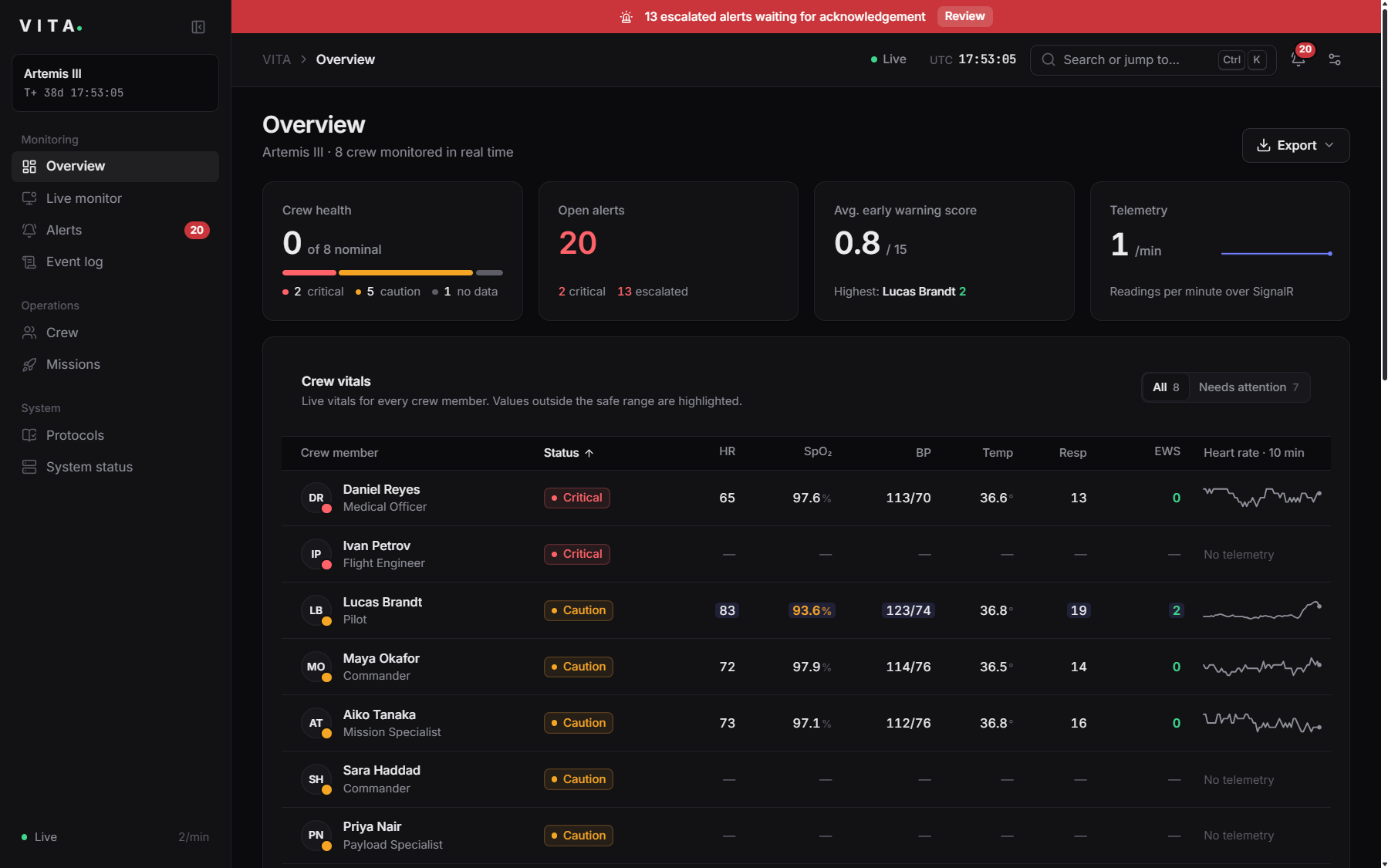 VITA.
Artemis III
T+ 38d 17:53:05
Monitoring
Overview
Live monitor
Alerts 20
Event log
Operations
Crew
Missions
System
Protocols
System status
Live 2/min
13 escalated alerts waiting for acknowledgement Review
VITA > Overview Live UTC 17:53:05 Search or jump to... Ctrl K 20
Overview
Artemis III · 8 crew monitored in real time
Export
Crew health
0 of 8 nominal
2 critical 5 caution 1 no data
Open alerts
20
2 critical 13 escalated
Avg. early warning score
0.8 / 15
Highest: Lucas Brandt 2
Telemetry
1 /min
Readings per minute over SignalR
Crew vitals
Live vitals for every crew member. Values outside the safe range are highlighted.
All 8 Needs attention 7
Crew member Status ↑ HR SpO₂ BP Temp Resp EWS Heart rate · 10 min
DR Daniel Reyes Critical 65 97.6% 113/70 36.6° 13 0
Medical Officer
IP Ivan Petrov Critical — — — — — — No telemetry
Flight Engineer
LB Lucas Brandt Caution 83 93.6% 123/74 36.8° 19 2
Pilot
MO Maya Okafor Caution 72 97.9% 114/76 36.5° 14 0
Commander
AT Aiko Tanaka Caution 73 97.1% 112/76 36.8° 16 0
Mission Specialist
SH Sara Haddad Caution — — — — — — No telemetry
Commander
PN Priya Nair Caution — — — — — — No telemetry
Payload Specialist